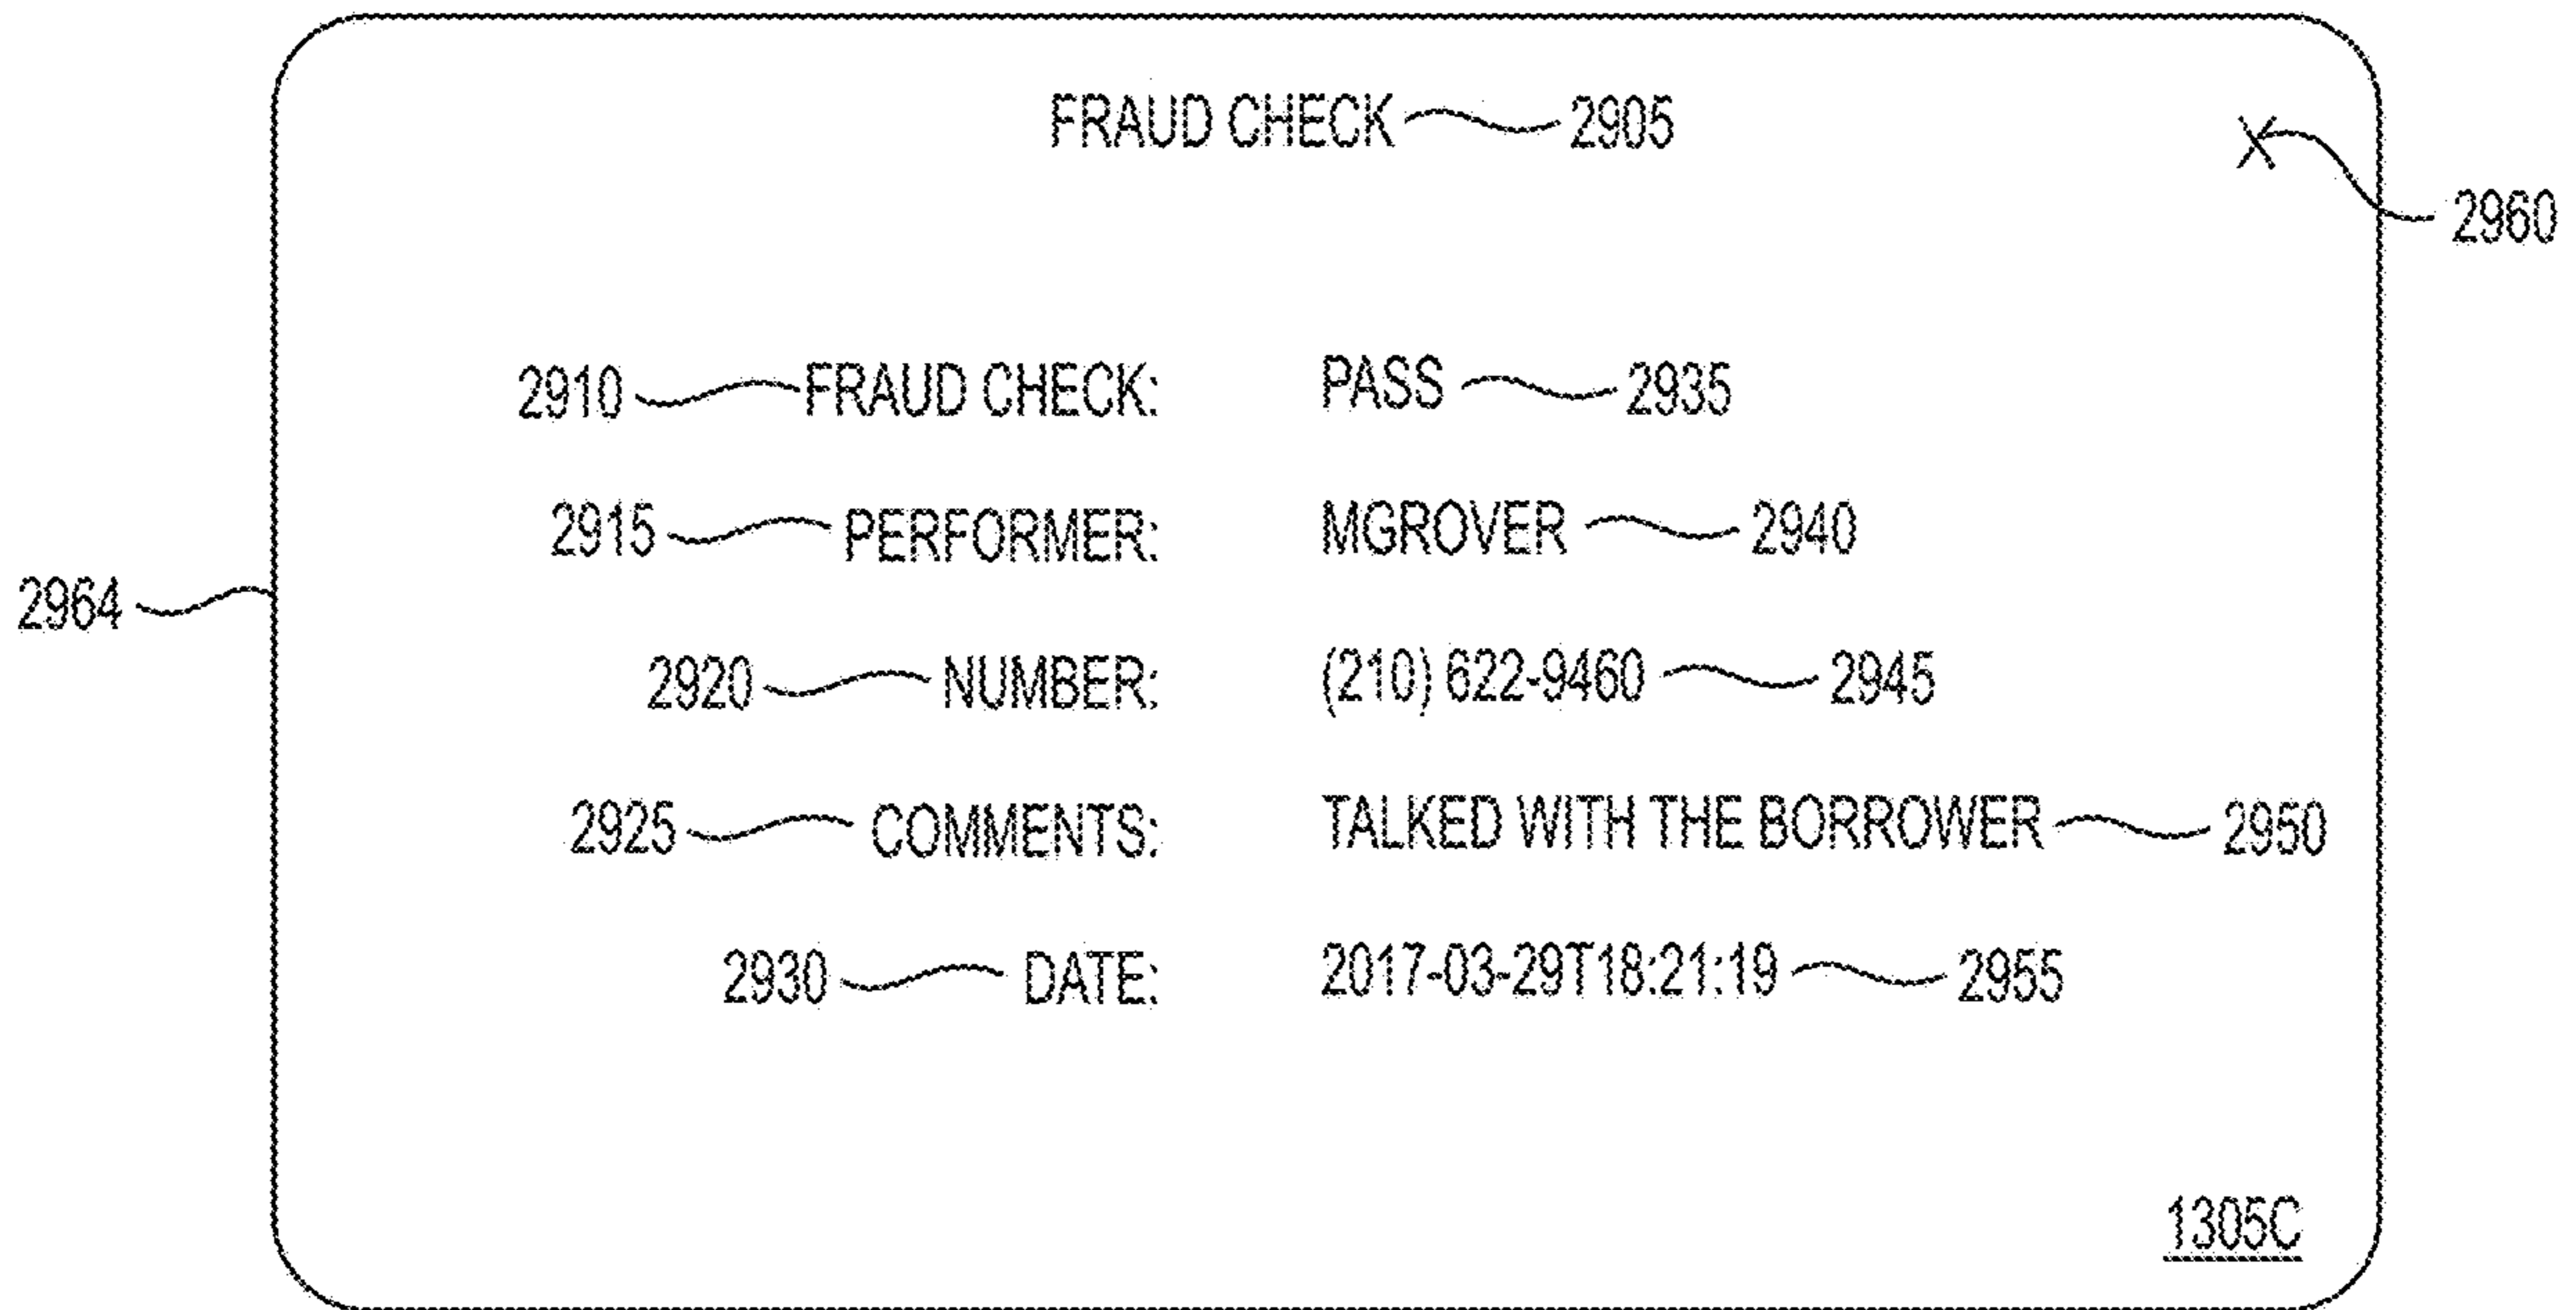 FRAUD CHECK 2905
X
2960
2910 FRAUD CHECK: PASS 2935
2915 PERFORMER: MGROVER 2940
2964
2920 NUMBER: (210) 622-9460 2945
2925 COMMENTS: TALKED WITH THE BORROWER 2950
2930 DATE: 2017-03-29T18:21:19 2955
1305C